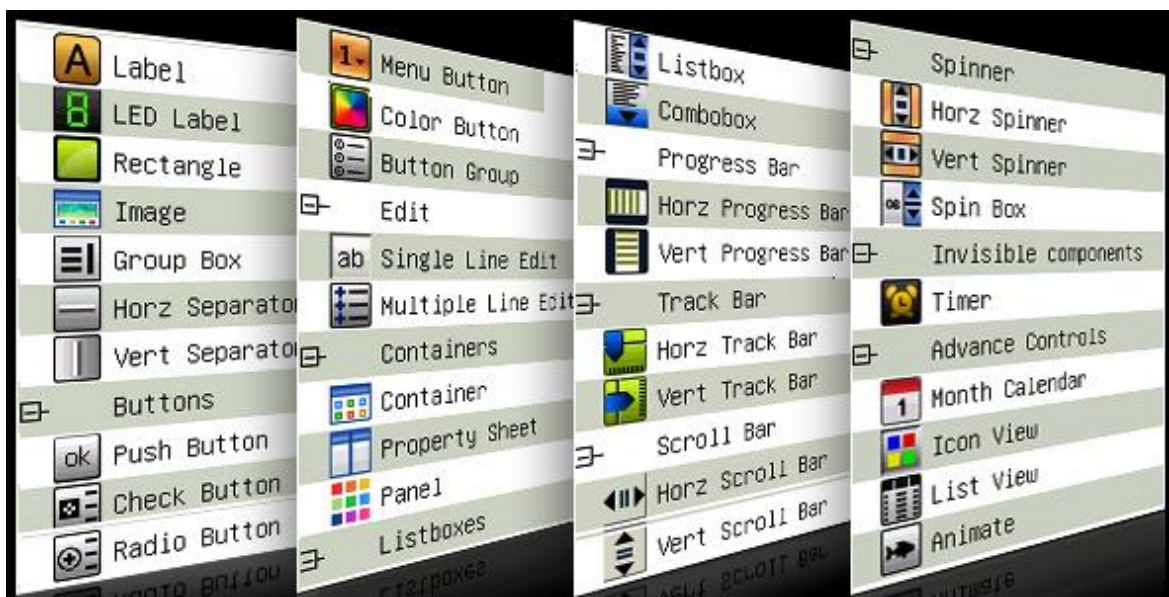 Label
LED Label
Rectangle
Image
Group Box
Horz Separato
Vert Separato
Buttons
ok Push Button
Check Button
Radio Button
Menu Button
Color Button
Button Group
Edit
ab Single Line Edit
Multiple Line Edit
Containers
Container
Property Sheet
Panel
Listboxes
Listbox
Combobox
Progress Bar
Horz Progress Bar
Vert Progress Bar
Track Bar
Horz Track Bar
Vert Track Bar
Scroll Bar
Horz Scroll Bar
Vert Scroll Bar
Spinner
Horz Spinner
Vert Spinner
Spin Box
Invisible components
Timer
Advance Controls
1 Month Calendar
Icon View
List View
Animate